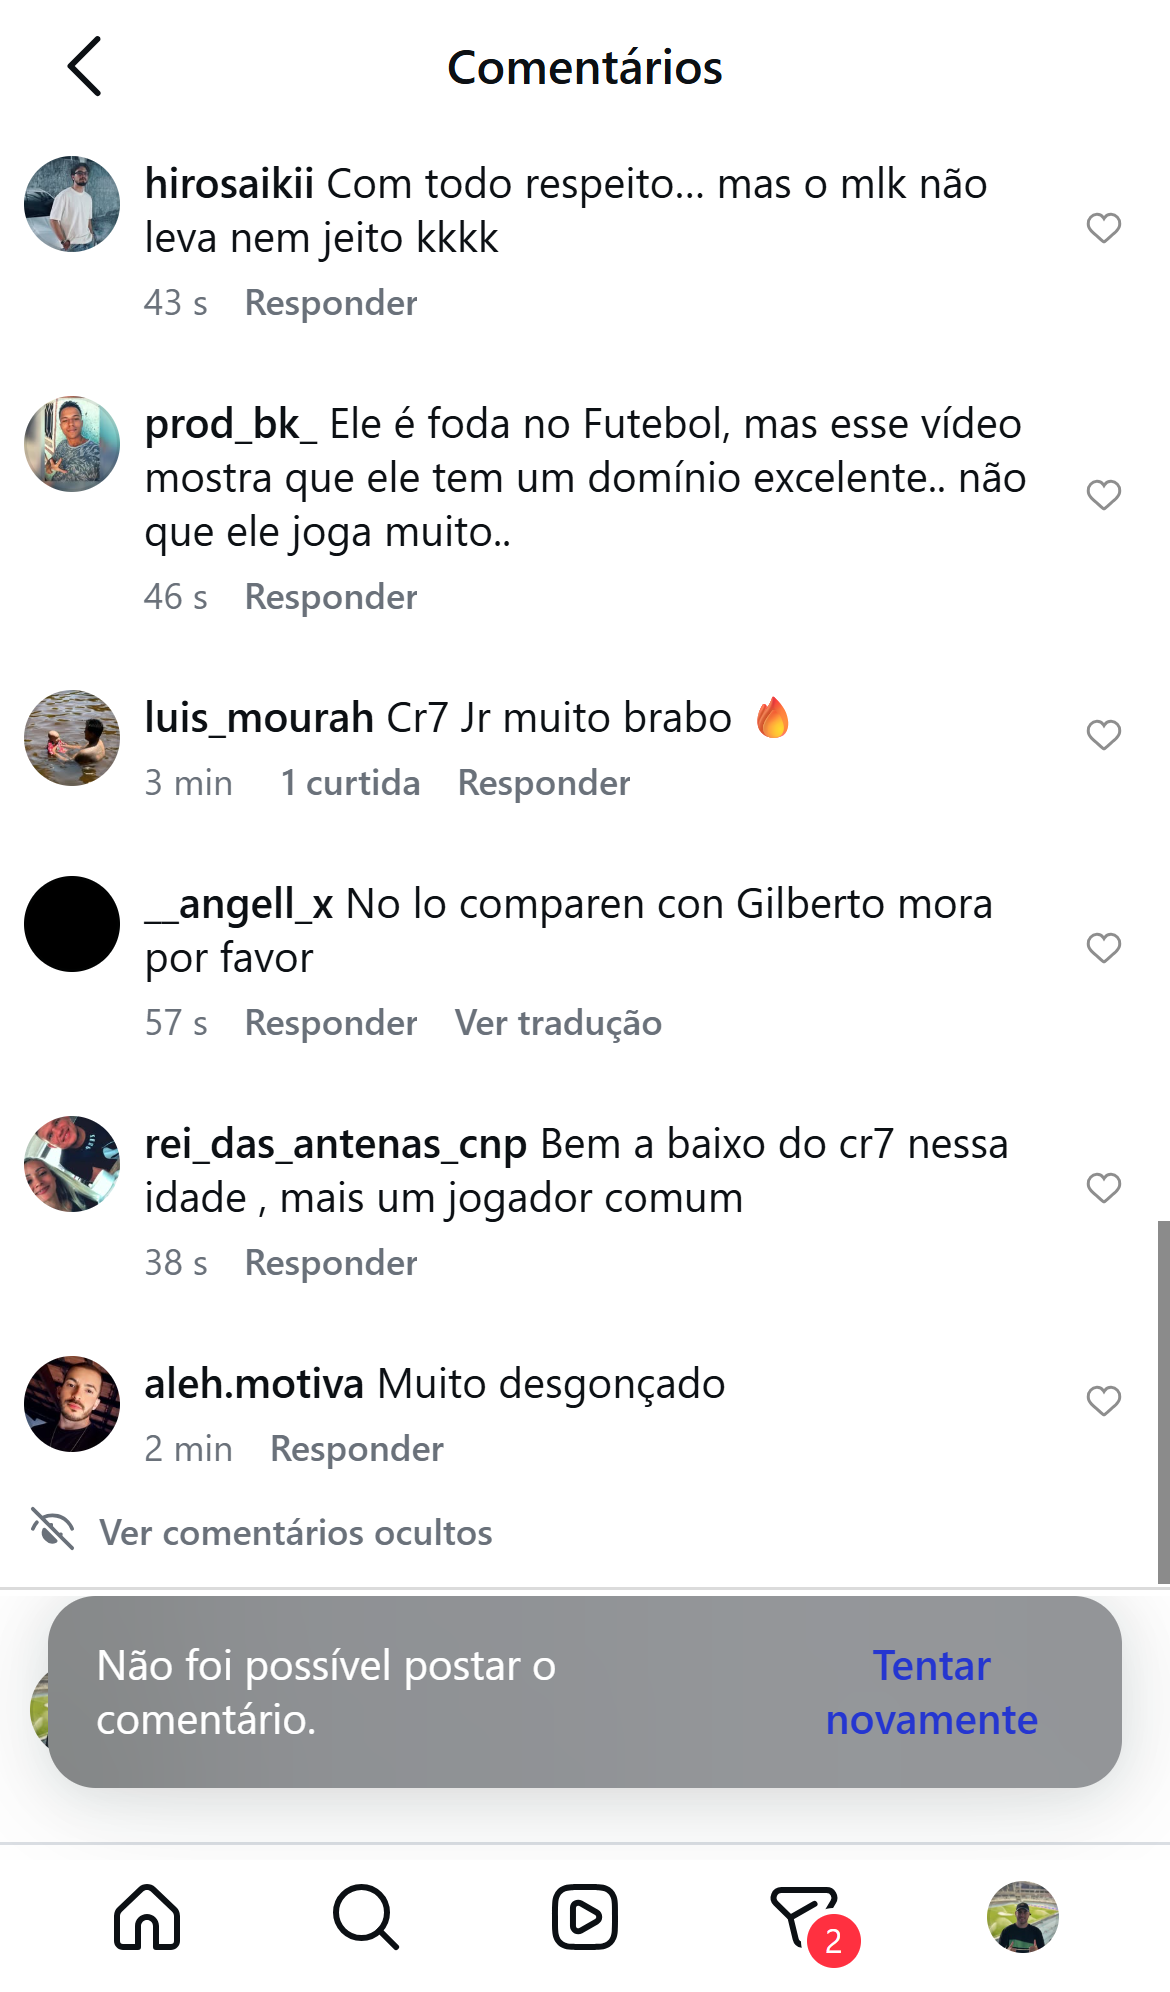 Comentários
hirosaikii Com todo respeito... mas o mlk não
leva nem jeito kkkk
43 s Responder
prod_bk_ Ele é foda no Futebol, mas esse vídeo
mostra que ele tem um domínio excelente.. não
que ele joga muito..
46 s Responder
luis_mourah Cr7 Jr muito brabo 🔥
3 min 1 curtida Responder
__angell_x No lo comparen con Gilberto mora
por favor
57 s Responder Ver tradução
rei_das_antenas_cnp Bem a baixo do cr7 nessa
idade , mais um jogador comum
38 s Responder
aleh.motiva Muito desgonçado
2 min Responder
Ver comentários ocultos
Não foi possível postar o
comentário.
Tentar
novamente
2